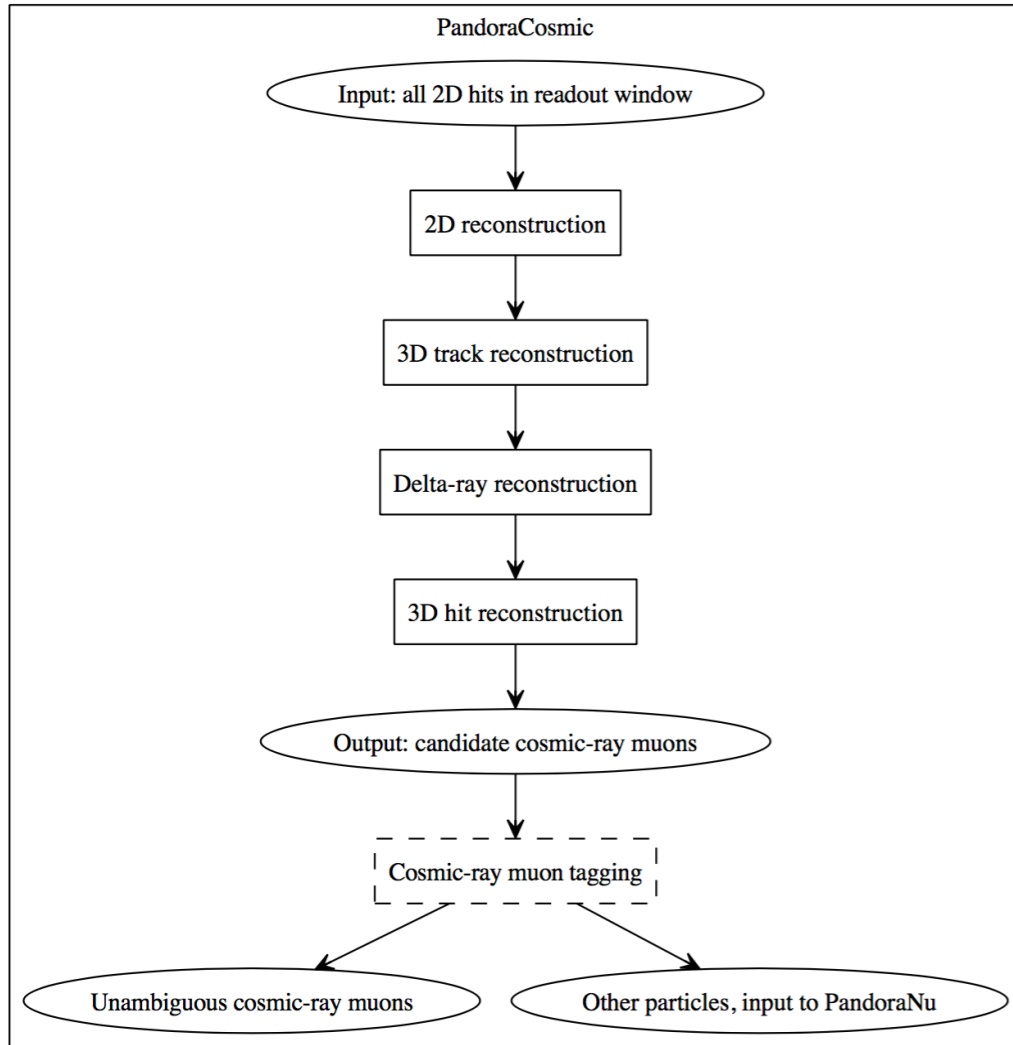 PandoraCosmic
Input: all 2D hits in readout window
2D reconstruction
3D track reconstruction
Delta-ray reconstruction
3D hit reconstruction
Output: candidate cosmic-ray muons
Cosmic-ray muon tagging
Unambiguous cosmic-ray muons
Other particles, input to PandoraNu